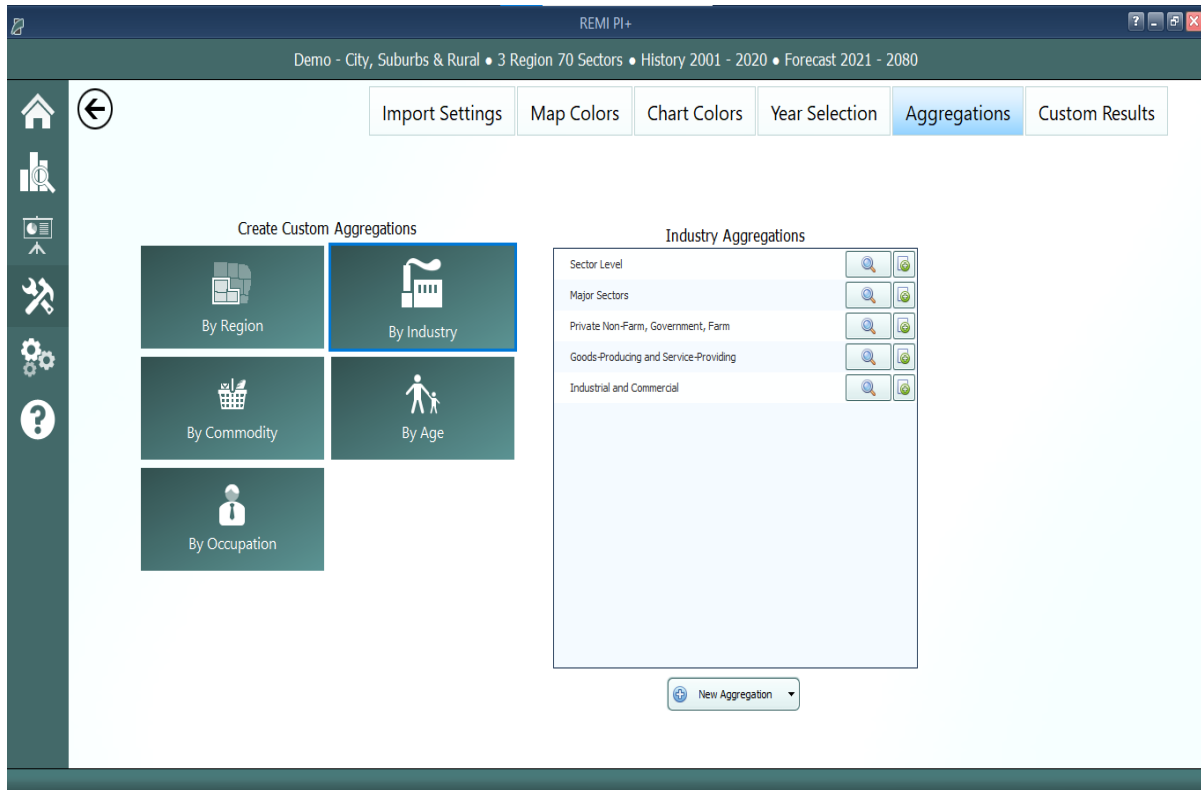 REMI PI+
Demo - City, Suburbs & Rural ● 3 Region 70 Sectors ● History 2001 - 2020 ● Forecast 2021 - 2080
Import Settings
Map Colors
Chart Colors
Year Selection
Aggregations
Custom Results
Create Custom Aggregations
By Region
By Industry
By Commodity
By Age
By Occupation
Industry Aggregations
Sector Level
Major Sectors
Private Non-Farm, Government, Farm
Goods-Producing and Service-Providing
Industrial and Commercial
New Aggregation